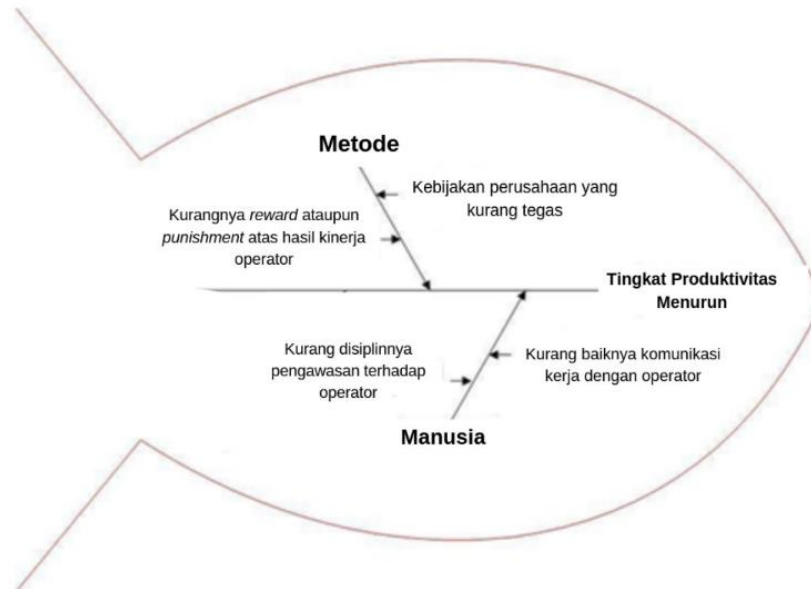 Metode
Kebijakan perusahaan yang
kurang tegas
Kurangnya reward ataupun
punishment atas hasil kinerja
operator
Tingkat Produktivitas
Menurun
Kurang disiplinnya
pengawasan terhadap
operator
Kurang baiknya komunikasi
kerja dengan operator
Manusia